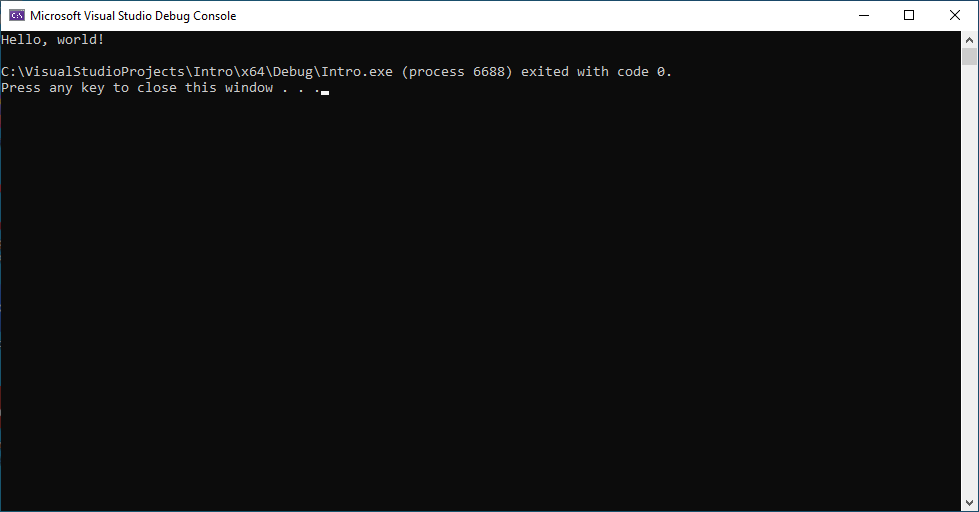 Microsoft Visual Studio Debug Console
Hello, world!
C:\VisualStudioProjects\Intro\x64\Debug\Intro.exe (process 6688) exited with code 0.
Press any key to close this window . . .